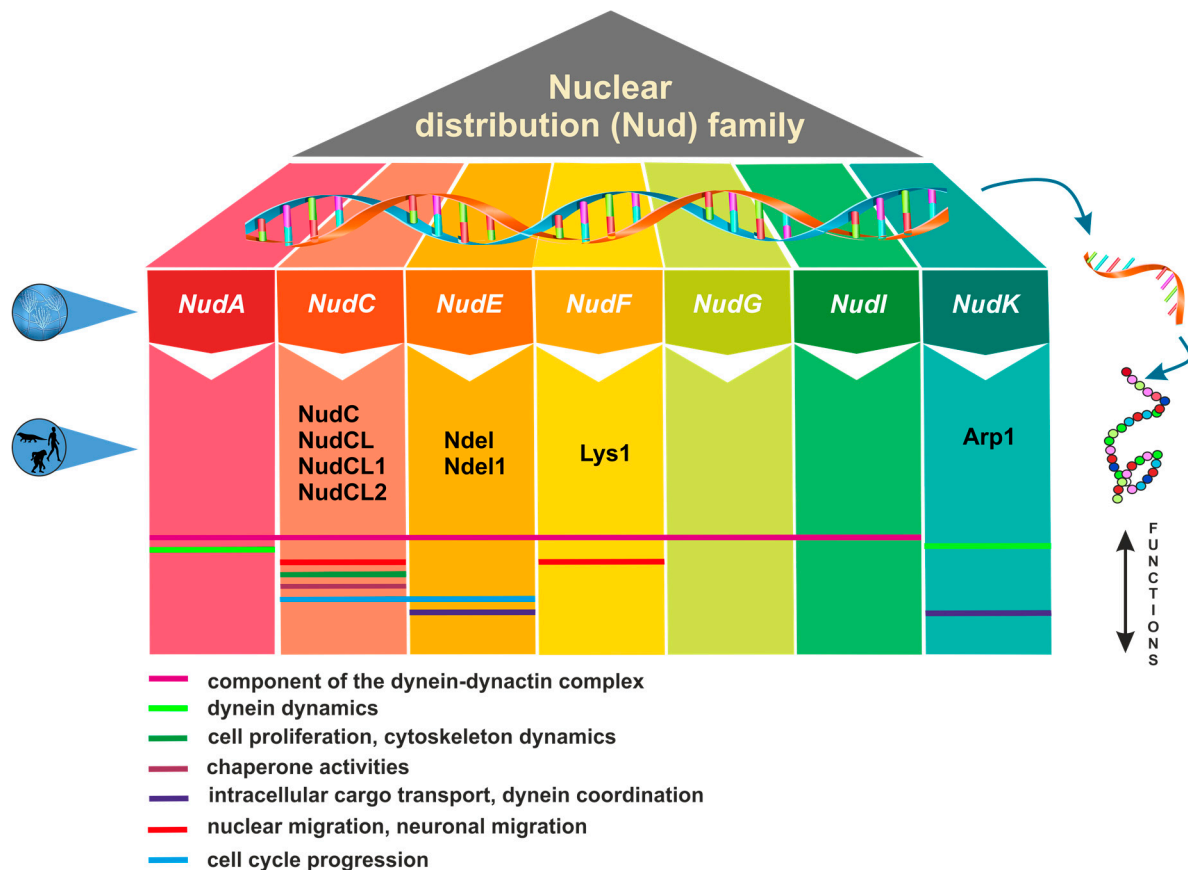 Nuclear
distribution (Nud) family
NudA
NudC
NudE
NudF
NudG
NudI
NudK
NudC
NudCL
NudCL1
NudCL2
Ndel
Ndel1
Lys1
Arp1
FUNCTIONS
component of the dynein-dynactin complex
dynein dynamics
cell proliferation, cytoskeleton dynamics
chaperone activities
intracellular cargo transport, dynein coordination
nuclear migration, neuronal migration
cell cycle progression